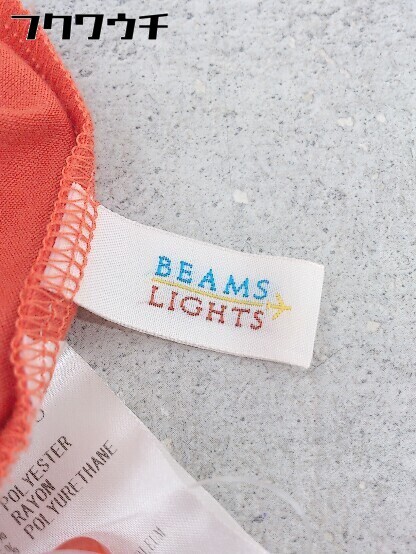 フクワウチ
BEAMS
LIGHTS
POLYESTER
RAYON
POLYURETHANE